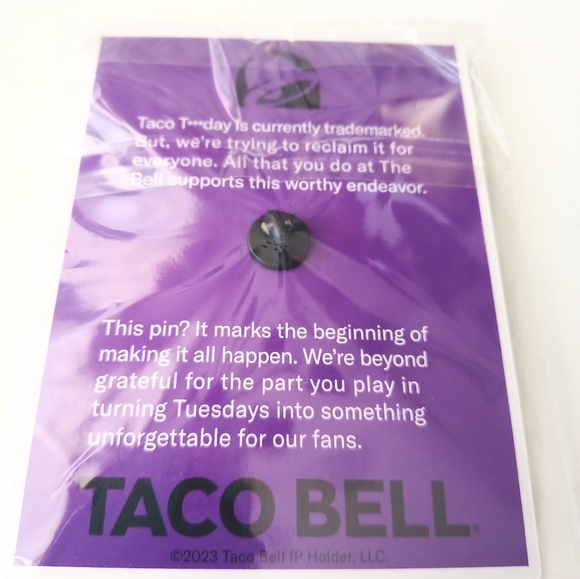 Taco T***day is currently trademarked.
But, we're trying to reclaim it for
everyone. All that you do at The
Bell supports this worthy endeavor.
This pin? It marks the beginning of
making it all happen. We're beyond
grateful for the part you play in
turning Tuesdays into something
unforgettable for our fans.
TACO BELL®
©2023 Taco Bell IP Holder, LLC.